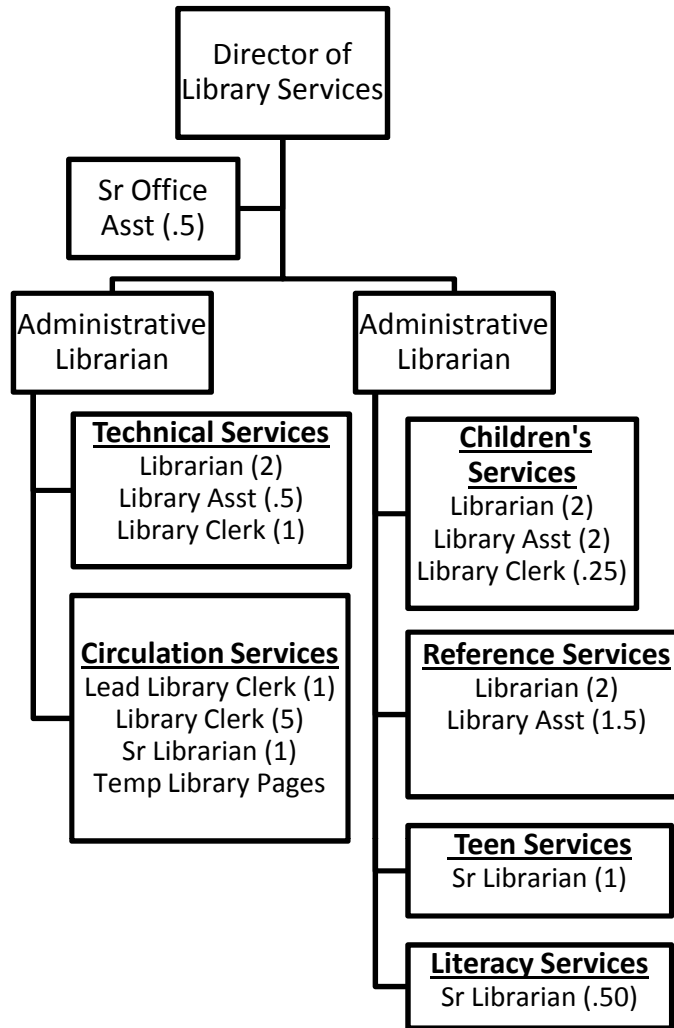 Director of
Library Services
Sr Office
Asst (.5)
Administrative
Librarian
Technical Services
Librarian (2)
Library Asst (.5)
Library Clerk (1)
Circulation Services
Lead Library Clerk (1)
Library Clerk (5)
Sr Librarian (1)
Temp Library Pages
Administrative
Librarian
Children's
Services
Librarian (2)
Library Asst (2)
Library Clerk (.25)
Reference Services
Librarian (2)
Library Asst (1.5)
Teen Services
Sr Librarian (1)
Literacy Services
Sr Librarian (.50)